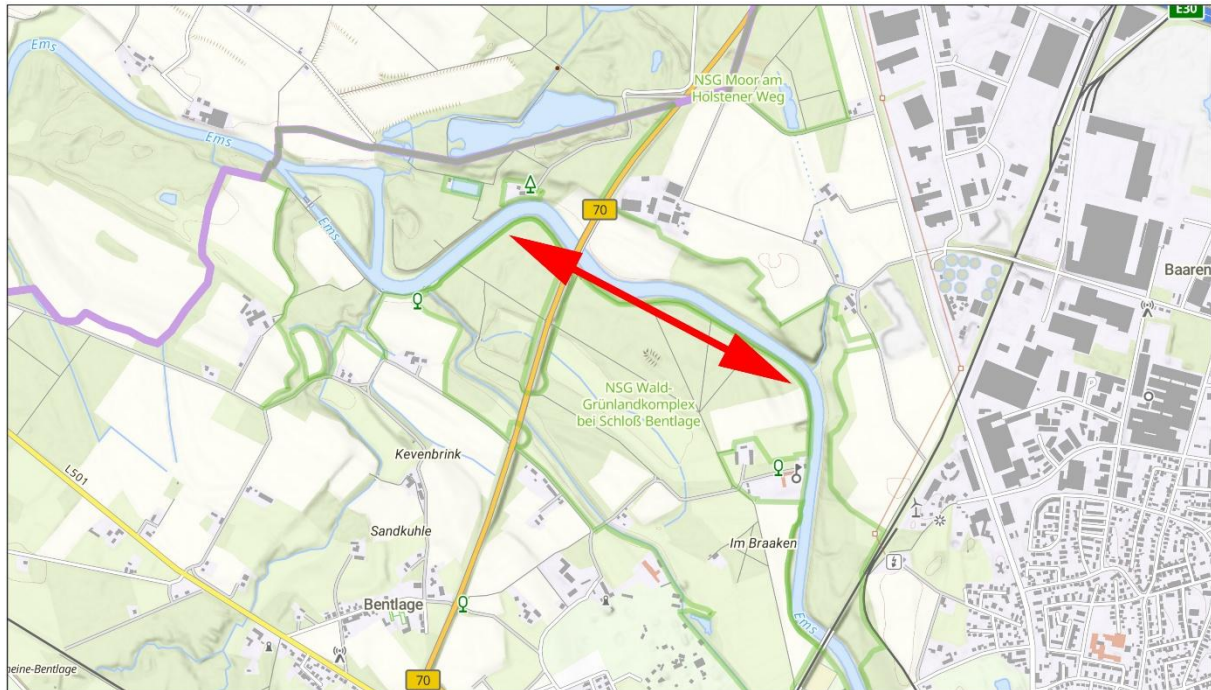 E30
Ems
NSG Moor am
Holstener Weg
Ems
70
Ems
Baaren
NSG Wald-
Grünlandkomplex
bei Schloß Bentlage
Kevenbrink
L501
Sandkuhle
Im Braaken
Bentlage
Ems
heine-Bentlage
70